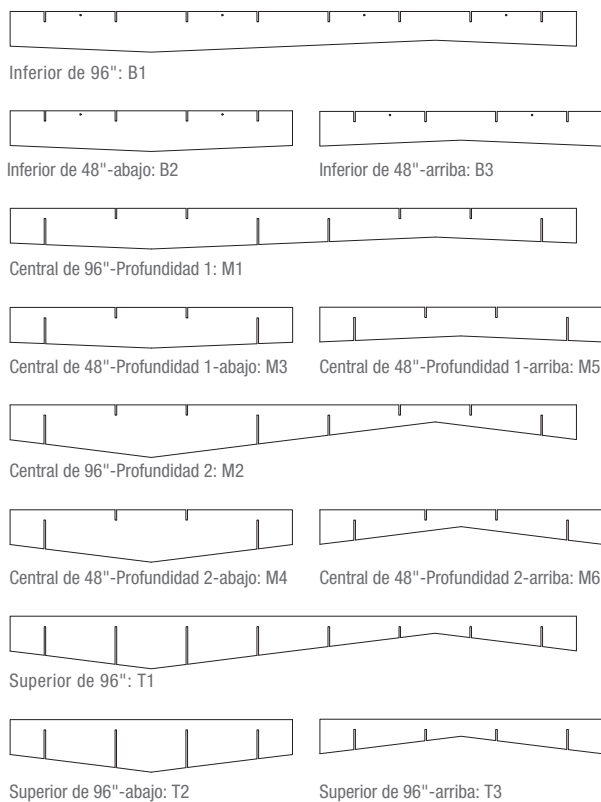 Inferior de 96": B1
Inferior de 48"-abajo: B2
Inferior de 48"-arriba: B3
Central de 96"-Profundidad 1: M1
Central de 48"-Profundidad 1-abajo: M3
Central de 48"-Profundidad 1-arriba: M5
Central de 96"-Profundidad 2: M2
Central de 48"-Profundidad 2-abajo: M4
Central de 48"-Profundidad 2-arriba: M6
Superior de 96": T1
Superior de 96"-abajo: T2
Superior de 96"-arriba: T3